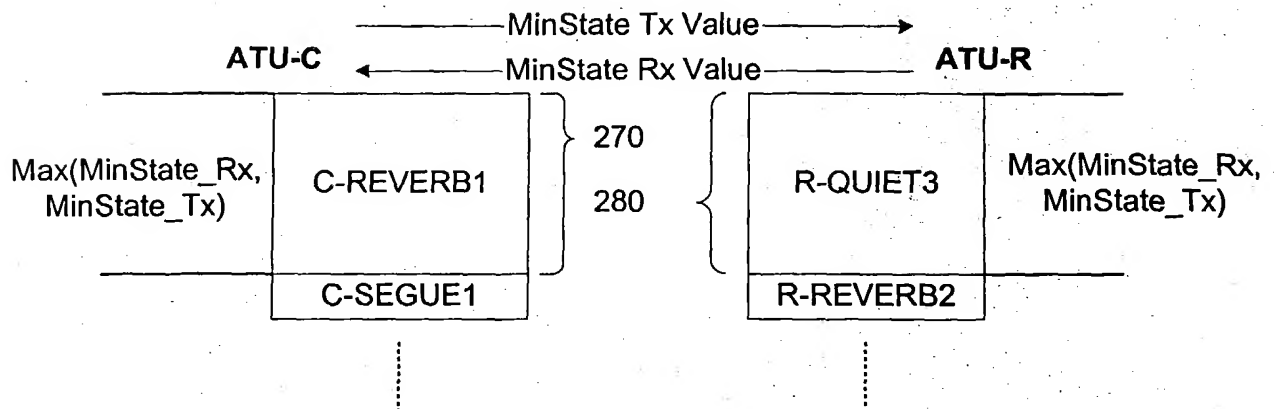 MinState Tx Value
ATU-C
MinState Rx Value
ATU-R
270
280
Max(MinState_Rx,
MinState_Tx)
C-REVERB1
R-QUIET3
Max(MinState_Rx,
MinState_Tx)
C-SEGUE1
R-REVERB2